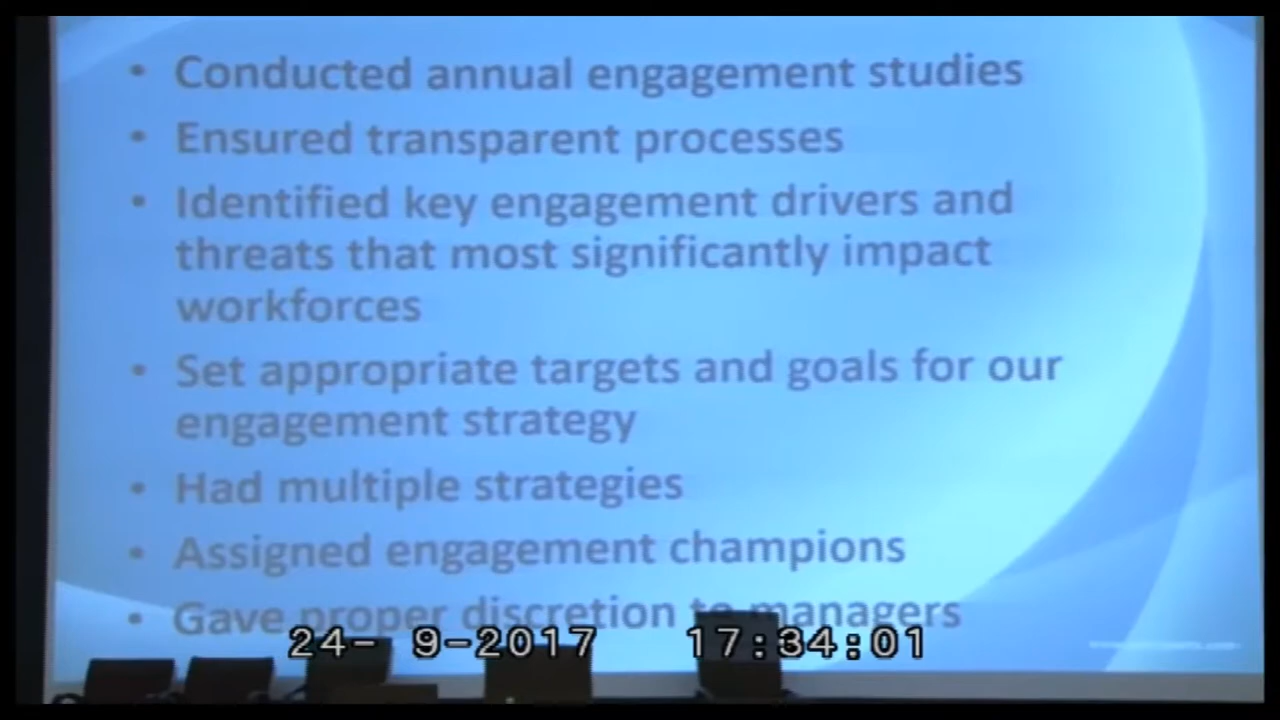 • Conducted annual engagement studies
• Ensured transparent processes
• Identified key engagement drivers and
threats that most significantly impact
workforces
• Set appropriate targets and goals for our
engagement strategy
• Had multiple strategies
• Assigned engagement champions
• Gave proper discretion to managers
24- 9-2017 17:34:01